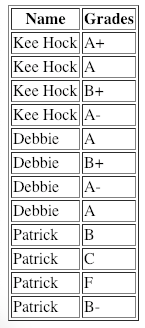 Name Grades
Kee Hock A+
Kee Hock A
Kee Hock B+
Kee Hock A-
Debbie A
Debbie B+
Debbie A-
Debbie A
Patrick B
Patrick C
Patrick F
Patrick B-